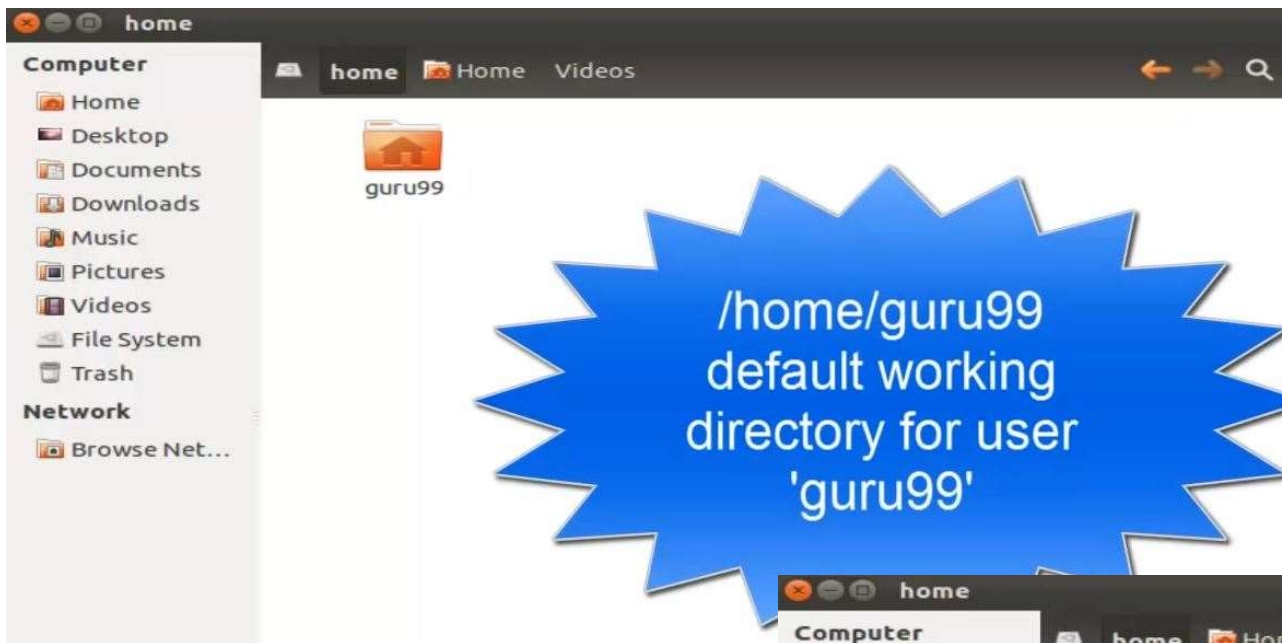 home
Computer
Home
Desktop
Documents
Downloads
Music
Pictures
Videos
File System
Trash
Network
Browse Net...
home Home Videos
guru99
/home/guru99
default working
directory for user
'guru99'
home
Computer
home Hor